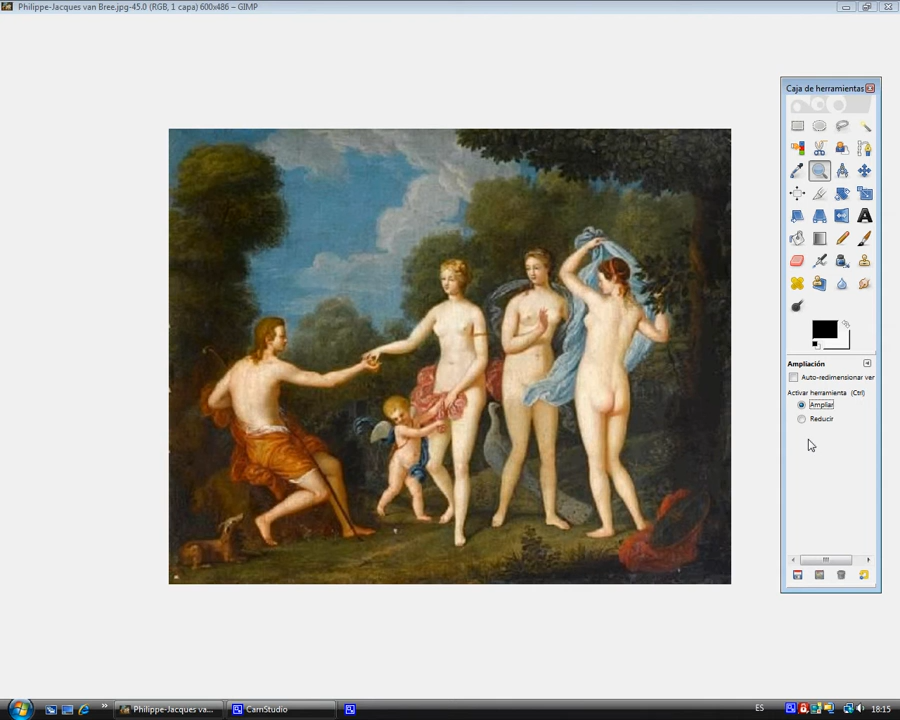 Philippe-Jacques van Bree.jpg-45.0 (RGB, 1 capa) 600x486 – GIMP
Caja de herramientas
Ampliación
Auto-redimensionar ver
Activar herramienta (Ctrl)
Ampliar
Reducir
Philippe-Jacques va...
CamStudio
ES
18:15